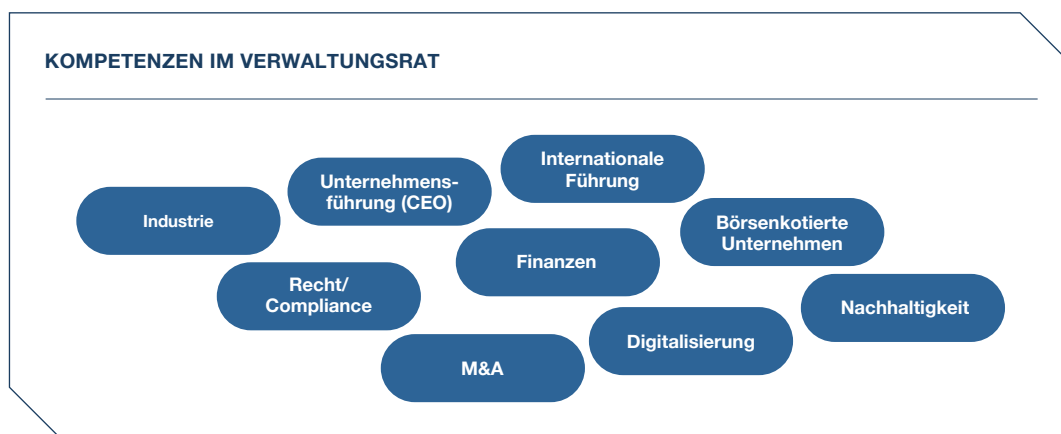 KOMPETENZEN IM VERWALTUNGSRAT
Internationale
Führung
Unternehmens-
führung (CEO)
Industrie
Börsenkotierte
Unternehmen
Finanzen
Recht/
Compliance
Nachhaltigkeit
Digitalisierung
M&A